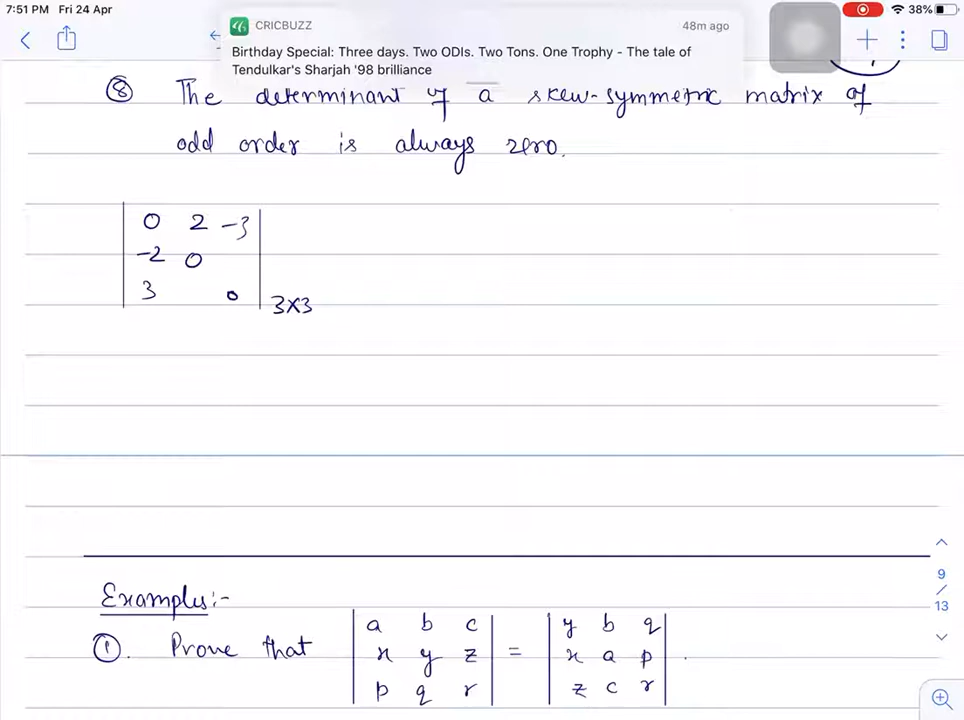 7:51 PM Fri 24 Apr
38%
CRICBUZZ 48m ago
Birthday Special: Three days. Two ODIs. Two Tons. One Trophy - The tale of
Tendulkar's Sharjah '98 brilliance
⑧ The determinant of a skew-symmetric matrix of
odd order is always zero.
0 2 -3
-2 0
3 0
3×3
Examples:-
①. Prove that
a b c
x y z
p q r
=
y b q
x a p
z c r
.
9
/
13